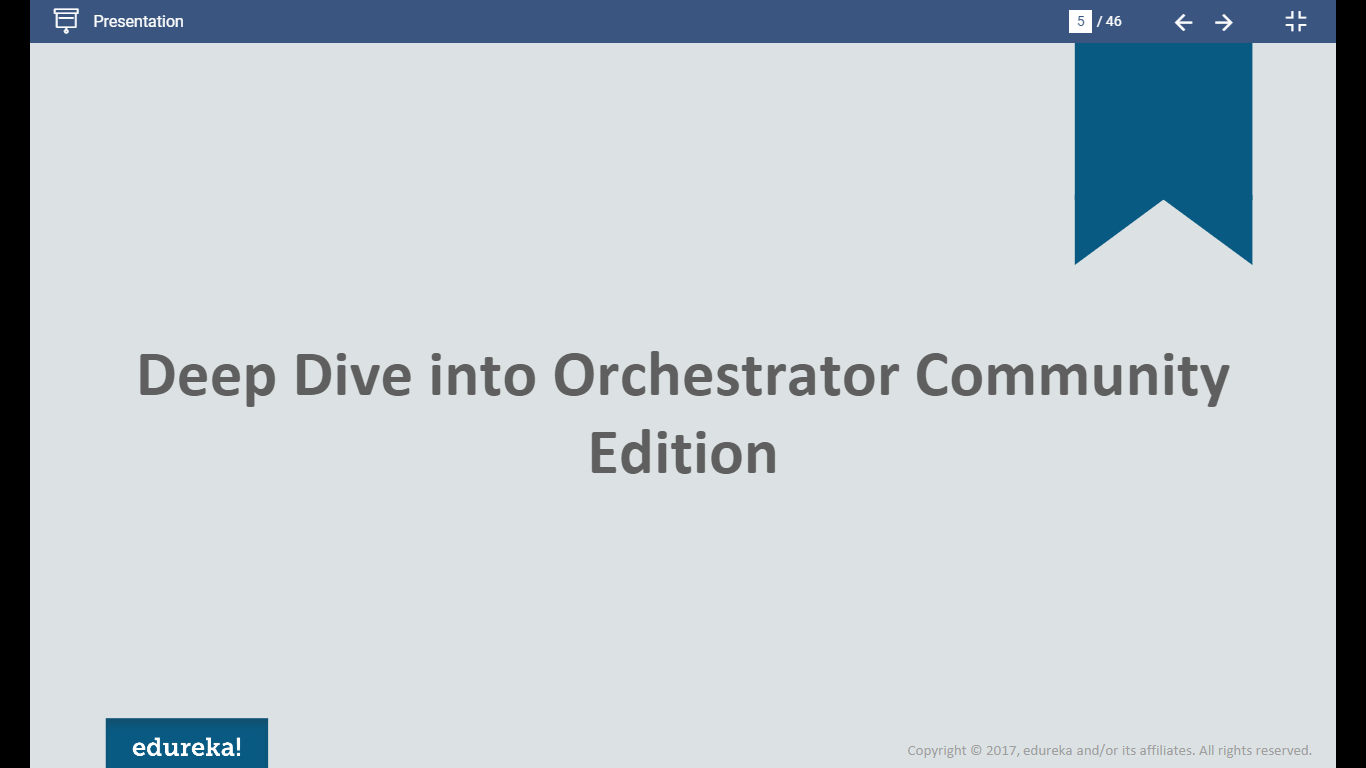 Presentation
5 / 46
Deep Dive into Orchestrator Community
Edition
edureka!
Copyright © 2017, edureka and/or its affiliates. All rights reserved.